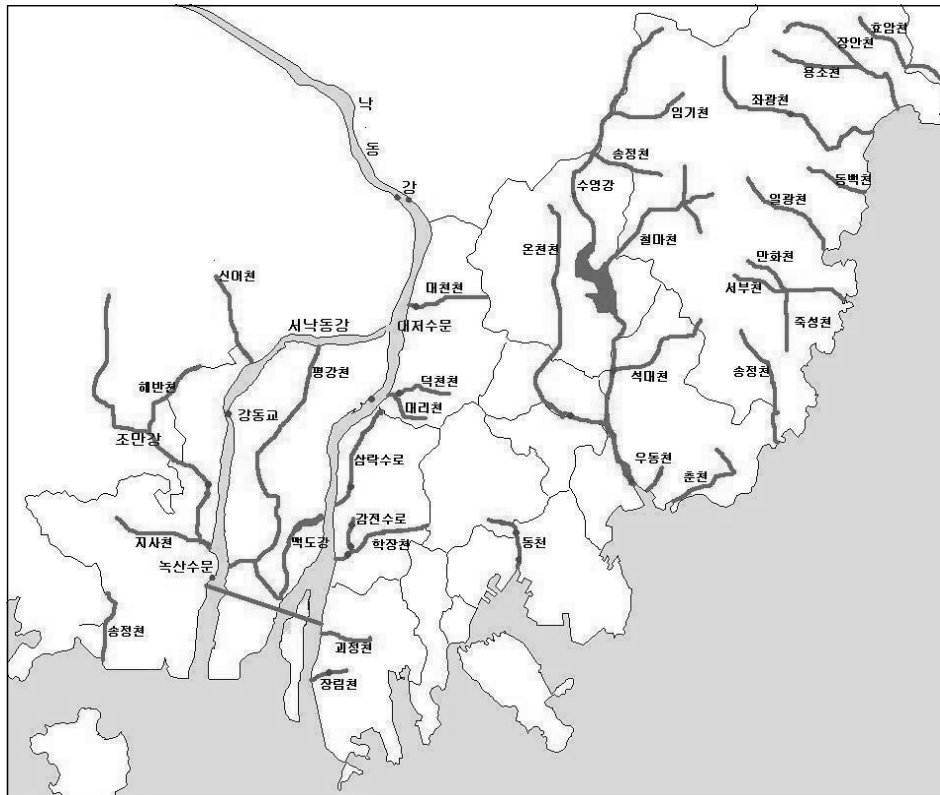 효암천
장안천
용소천
좌광천
낙
동
강
임기천
송정천
수영강
동백천
일광천
온천천
철마천
만화천
서부천
죽성천
신어천
대천천
서낙동강
대저수문
평강천
석대천
송정천
해반천
덕천천
대리천
강동교
조만강
삼락수로
우동천
춘천
감전수로
지사천
맥도강
학장천
동천
녹산수문
송정천
괴정천
장림천